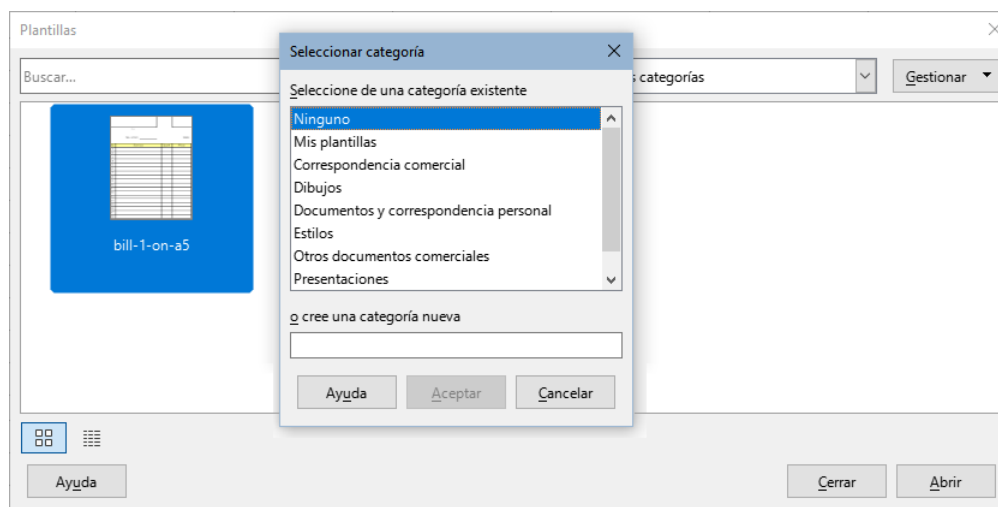 Plantillas
Buscar...
s categorías
Gestionar
bill-1-on-a5
Seleccionar categoría
Seleccione de una categoría existente
Ninguno
Mis plantillas
Correspondencia comercial
Dibujos
Documentos y correspondencia personal
Estilos
Otros documentos comerciales
Presentaciones
o cree una categoría nueva
Ayuda
Aceptar
Cancelar
Ayuda
Cerrar
Abrir